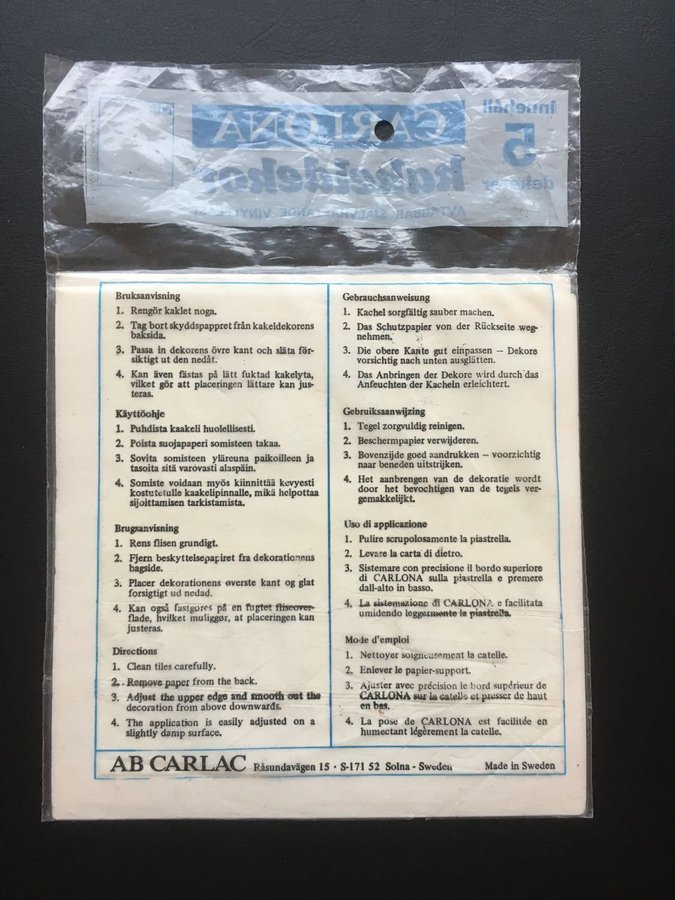 innehåll
5
dekorer
CARLONA
kakeldekor
AVTAGBAR SJÄLVHÄFTANDE VINYLPLAST
Bruksanvisning
1. Rengör kaklet noga.
2. Tag bort skyddspappret från kakeldekorens
baksida.
3. Passa in dekorens övre kant och släta för-
siktigt ut den nedåt.
4. Kan även fästas på lätt fuktad kakelyta,
vilket gör att placeringen lättare kan jus-
teras.
Käyttöohje
1. Puhdista kaakeli huolellisesti.
2. Poista suojapaperi somisteen takaa.
3. Sovita somisteen yläreuna paikoilleen ja
tasoita sitä varovasti alaspäin.
4. Somiste voidaan myös kiinnittää kevyesti
kostutetulle kaakelipinnalle, mikä helpottaa
sijoittamisen tarkistamista.
Brugsanvisning
1. Rens flisen grundigt.
2. Fjern beskyttelsepapiret fra dekorationens
bagside.
3. Placer dekorationens øverste kant og glat
forsigtigt ud nedad.
4. Kan også fastgøres på en fugtet fliseover-
flade, hvilket muliggør, at placeringen kan
justeras.
Directions
1. Clean tiles carefully.
2. Remove paper from the back.
3. Adjust the upper edge and smooth out the
decoration from above downwards.
4. The application is easily adjusted on a
slightly damp surface.
Gebrauchsanweisung
1. Kachel sorgfältig sauber machen.
2. Das Schutzpapier von der Rückseite weg-
nehmen.
3. Die obere Kante gut einpassen – Dekore
vorsichtig nach unten ausglätten.
4. Das Anbringen der Dekore wird durch das
Anfeuchten der Kacheln erleichtert.
Gebruiksaanwijzing
1. Tegel zorgvuldig reinigen.
2. Beschermpapier verwijderen.
3. Bovenzijde goed aandrukken – voorzichtig
naar beneden uitstrijken.
4. Het aanbrengen van de dekoratie wordt
door het bevochtigen van de tegels ver-
gemakkelijkt.
Uso di applicazione
1. Pulire scrupolosamente la piastrella.
2. Levare la carta di dietro.
3. Sistemare con precisione il bordo superiore
di CARLONA sulla piastrella e premere
dall-alto in basso.
4. La sistemazione di CARLONA e facilitata
umidendo leggermente la piastrella.
Mode d'emploi
1. Nettoyer soigneusement la catelle.
2. Enlever le papier-support.
3. Ajuster avec précision le bord supérieur de
CARLONA sur la catelle et presser de haut
en bas.
4. La pose de CARLONA est facilitée en
humectant légèrement la catelle.
AB CARLAC Råsundavägen 15 · S-171 52 Solna - Sweden Made in Sweden